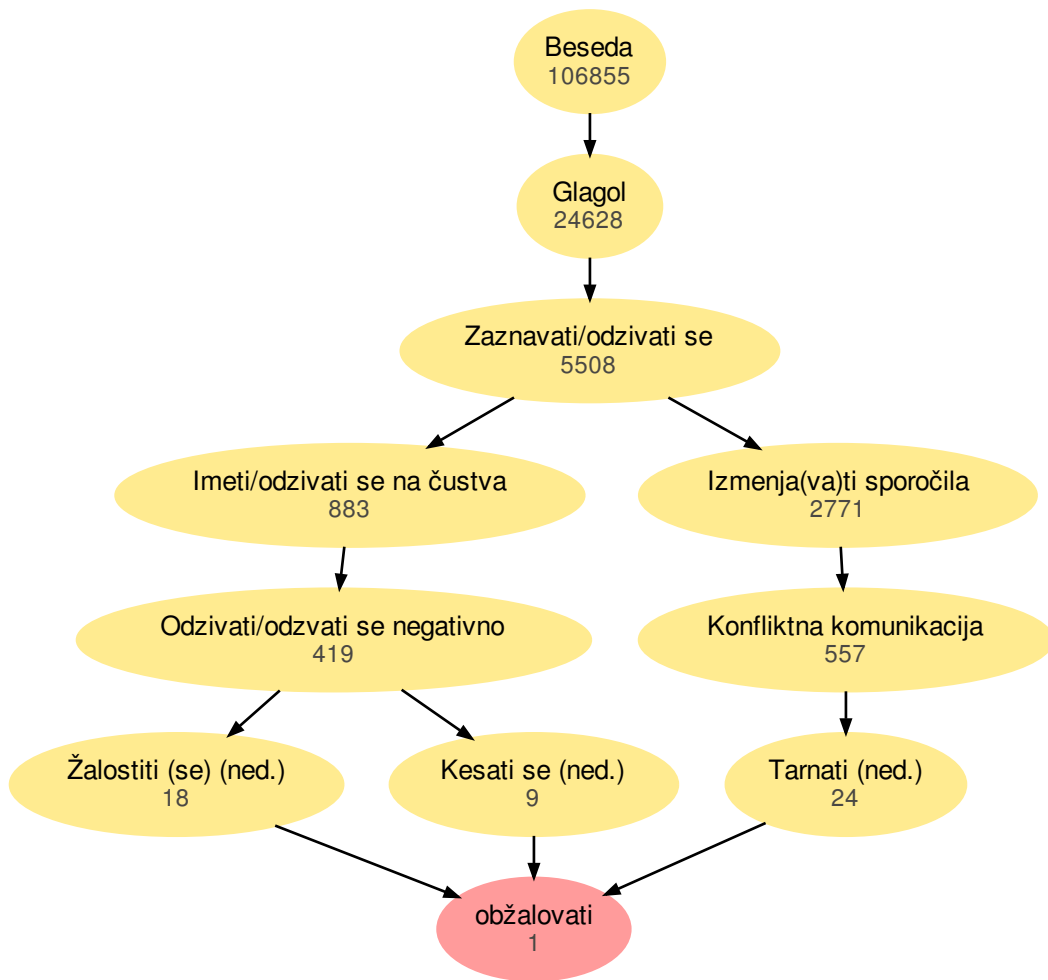 Beseda
106855
Glagol
24628
Zaznavati/odzivati se
5508
Imeti/odzivati se na čustva
883
Izmenja(va)ti sporočila
2771
Odzivati/odzvati se negativno
419
Konfliktna komunikacija
557
Žalostiti (se) (ned.)
18
Kesati se (ned.)
9
Tarnati (ned.)
24
obžalovati
1